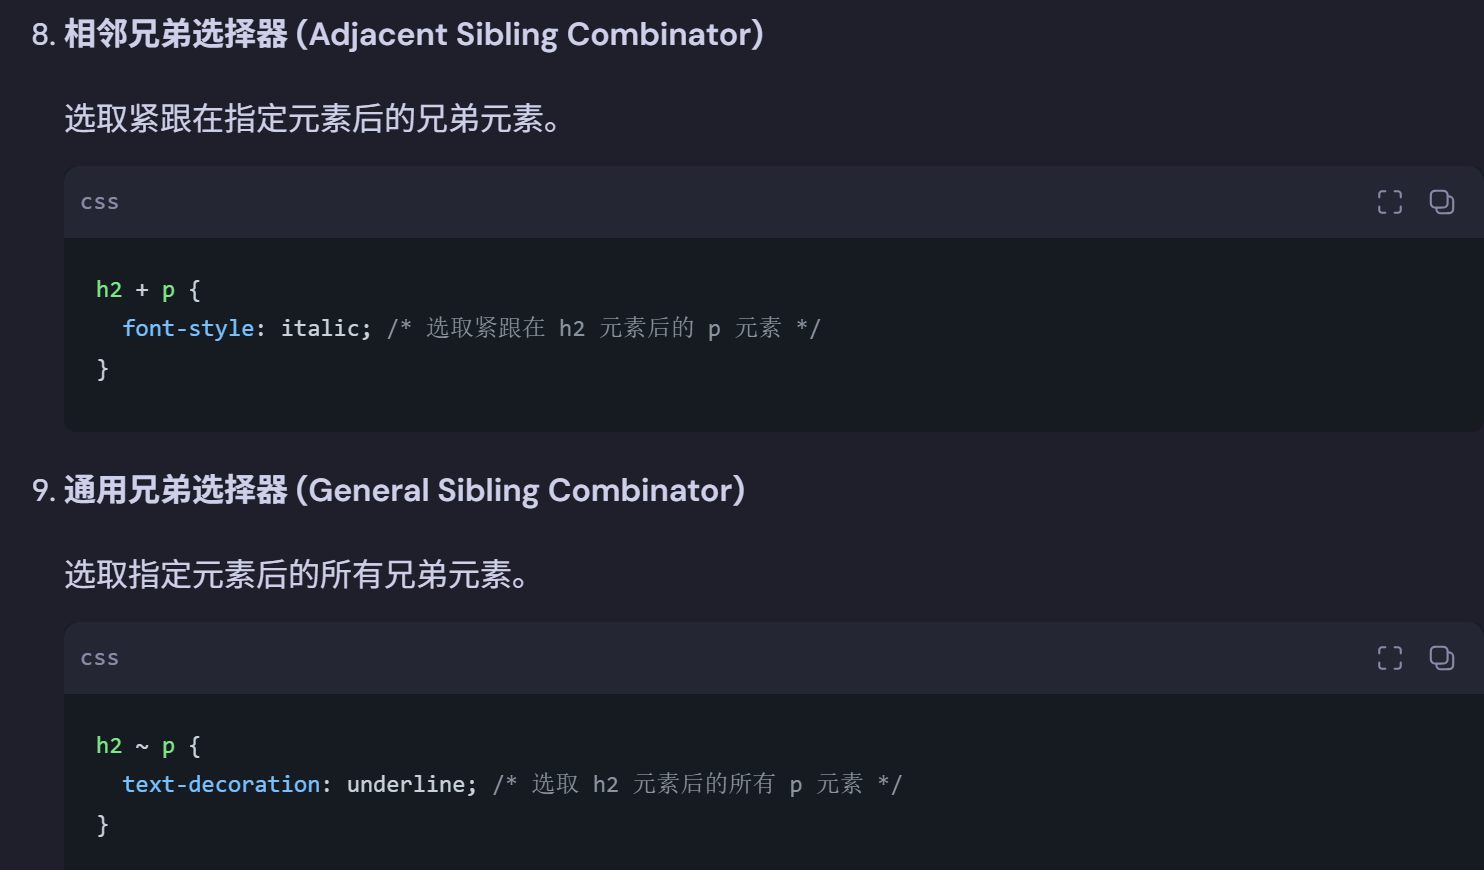 8. 相邻兄弟选择器 (Adjacent Sibling Combinator)
选取紧跟在指定元素后的兄弟元素。
css
h2 + p {
  font-style: italic; /* 选取紧跟在 h2 元素后的 p 元素 */
}
9. 通用兄弟选择器 (General Sibling Combinator)
选取指定元素后的所有兄弟元素。
css
h2 ~ p {
  text-decoration: underline; /* 选取 h2 元素后的所有 p 元素 */
}